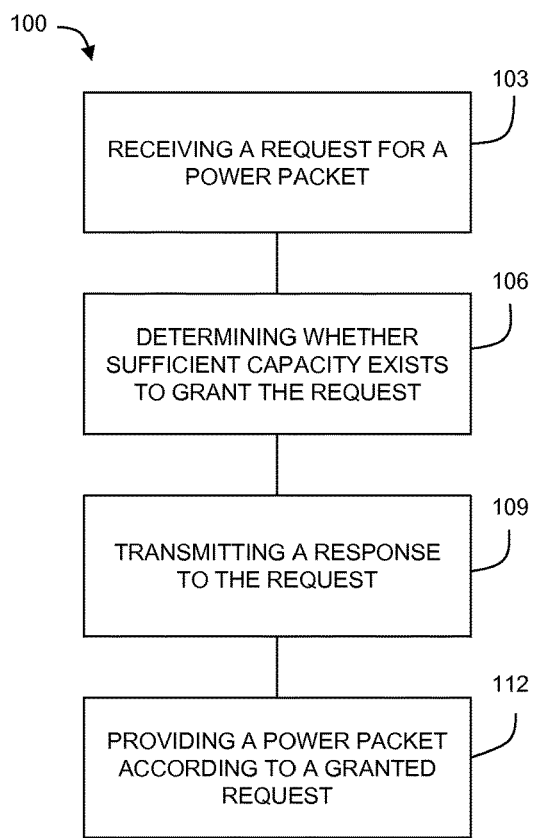 100
103
RECEIVING A REQUEST FOR A
POWER PACKET
106
DETERMINING WHETHER
SUFFICIENT CAPACITY EXISTS
TO GRANT THE REQUEST
109
TRANSMITTING A RESPONSE
TO THE REQUEST
112
PROVIDING A POWER PACKET
ACCORDING TO A GRANTED
REQUEST